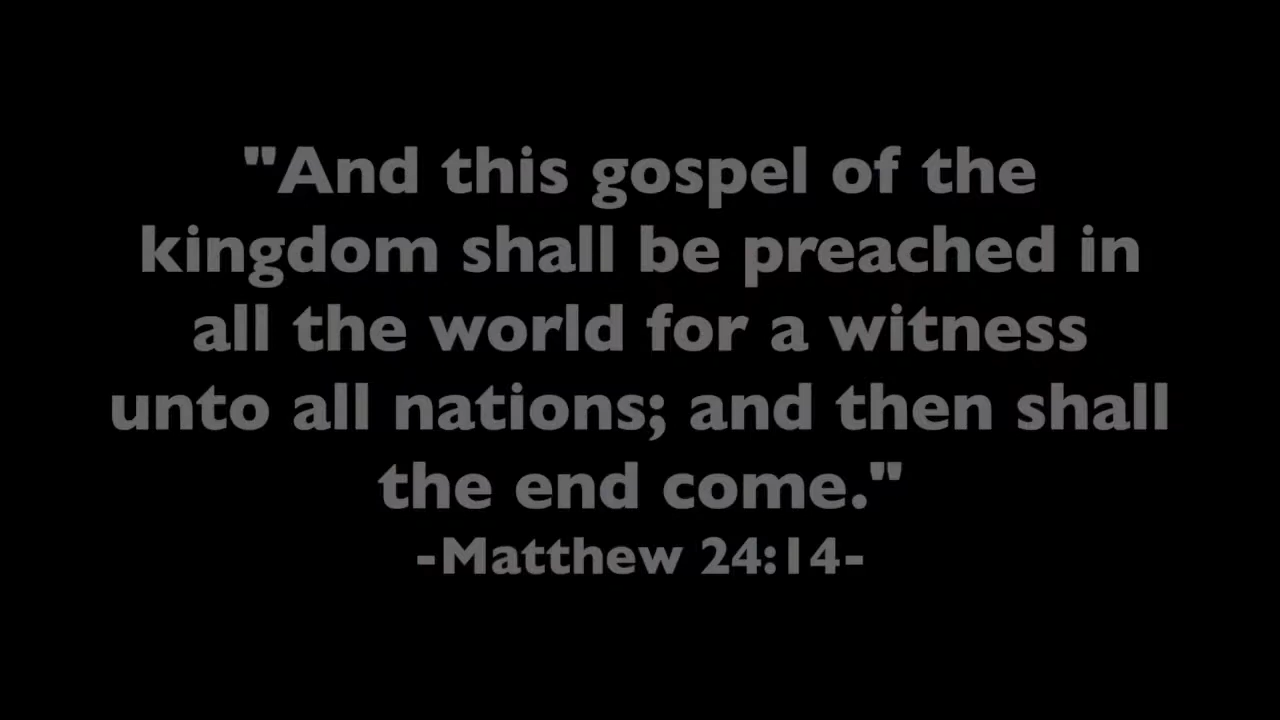 "And this gospel of the
kingdom shall be preached in
all the world for a witness
unto all nations; and then shall
the end come."
-Matthew 24:14-